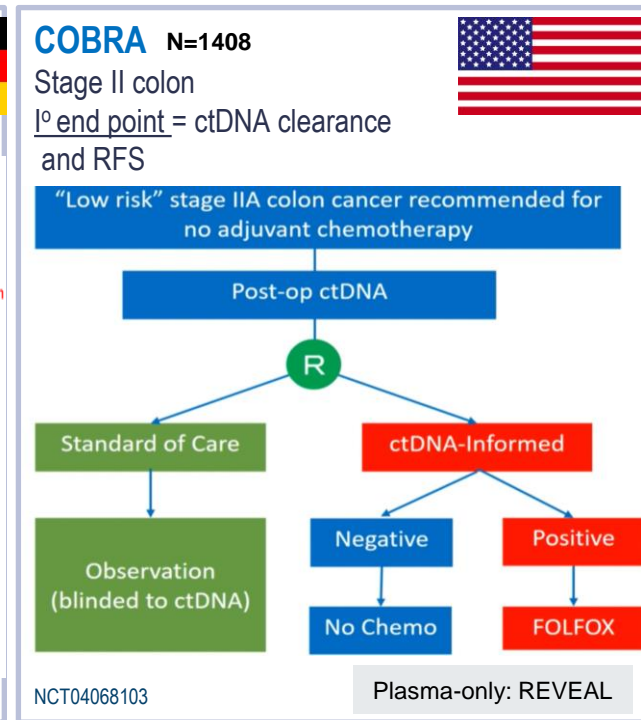 COBRA N=1408
Stage II colon
Iº end point = ctDNA clearance
and RFS
“Low risk” stage IIA colon cancer recommended for
no adjuvant chemotherapy
Post-op ctDNA
R
Standard of Care
ctDNA-Informed
Observation
(blinded to ctDNA)
Negative
Positive
No Chemo
FOLFOX
NCT04068103
Plasma-only: REVEAL